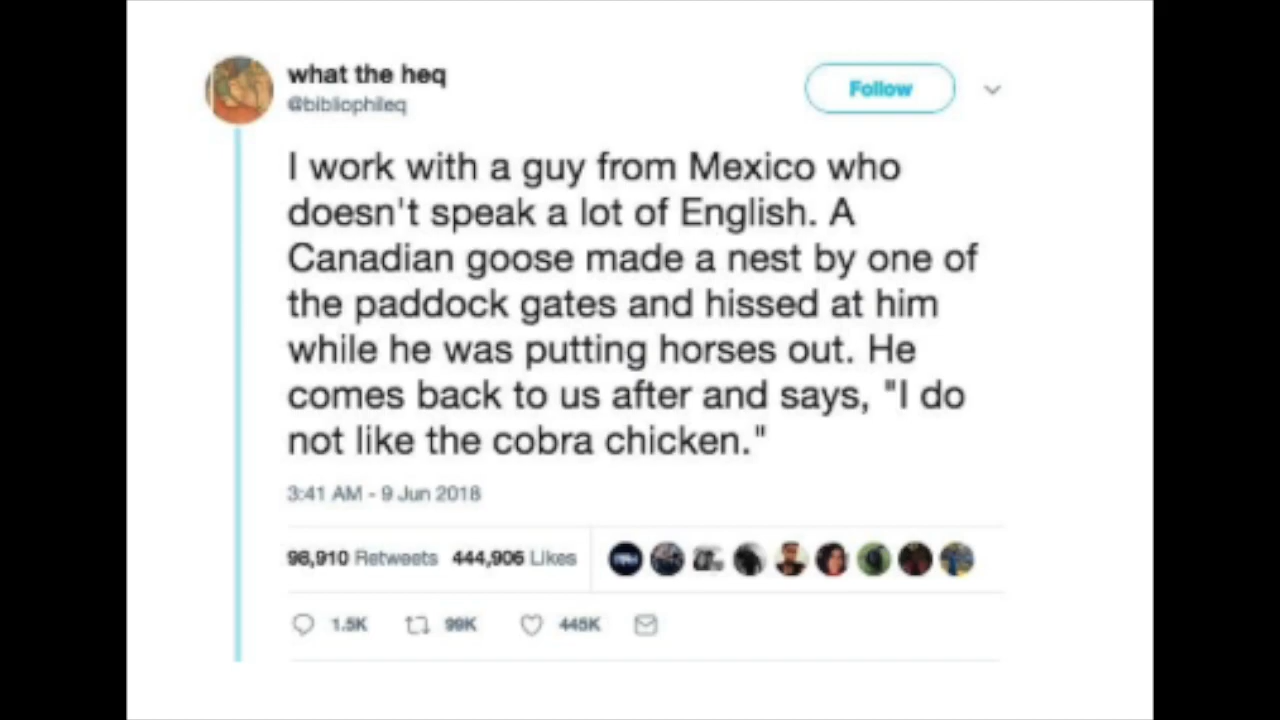 what the heq
@bibliophileq
Follow
I work with a guy from Mexico who
doesn't speak a lot of English. A
Canadian goose made a nest by one of
the paddock gates and hissed at him
while he was putting horses out. He
comes back to us after and says, "I do
not like the cobra chicken."
3:41 AM - 9 Jun 2018
98,910 Retweets 444,906 Likes
1.5K 99K 445K